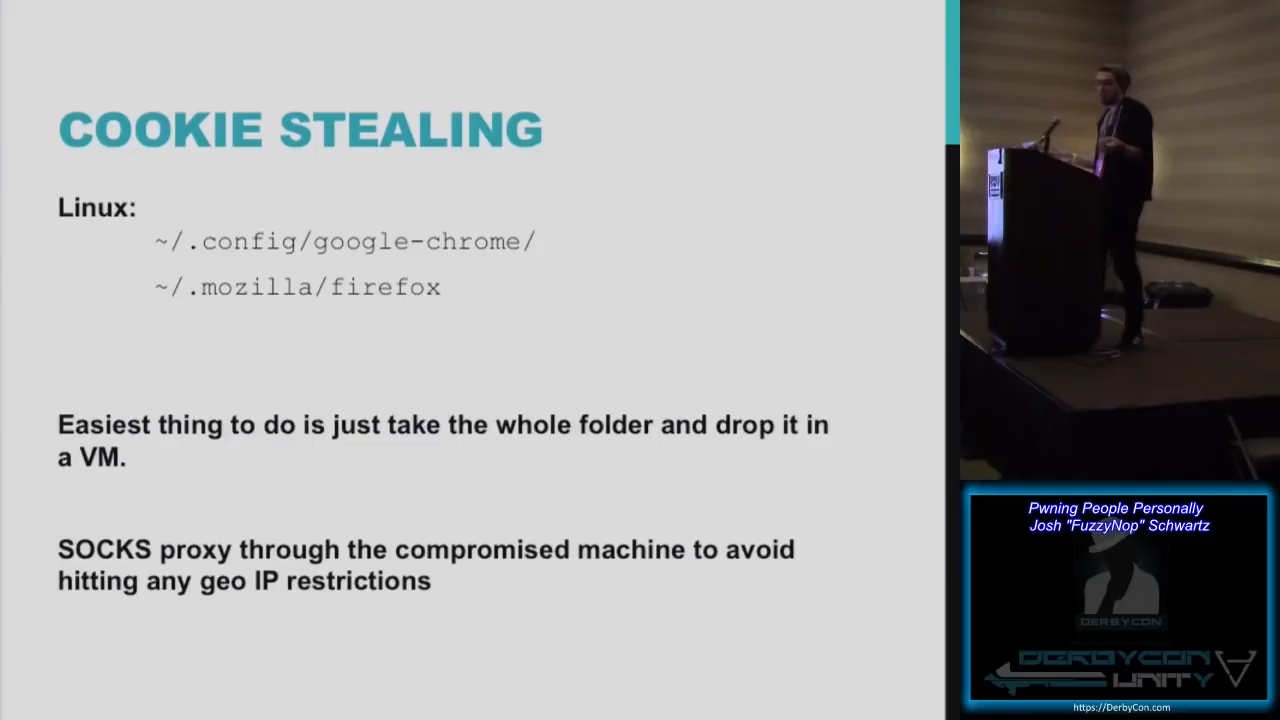 COOKIE STEALING
Linux:
~/.config/google-chrome/
~/.mozilla/firefox
Easiest thing to do is just take the whole folder and drop it in
a VM.
SOCKS proxy through the compromised machine to avoid
hitting any geo IP restrictions
Pwning People Personally
Josh "FuzzyNop" Schwartz
DERBYCON
DERBYCON
UNITY
https://DerbyCon.com